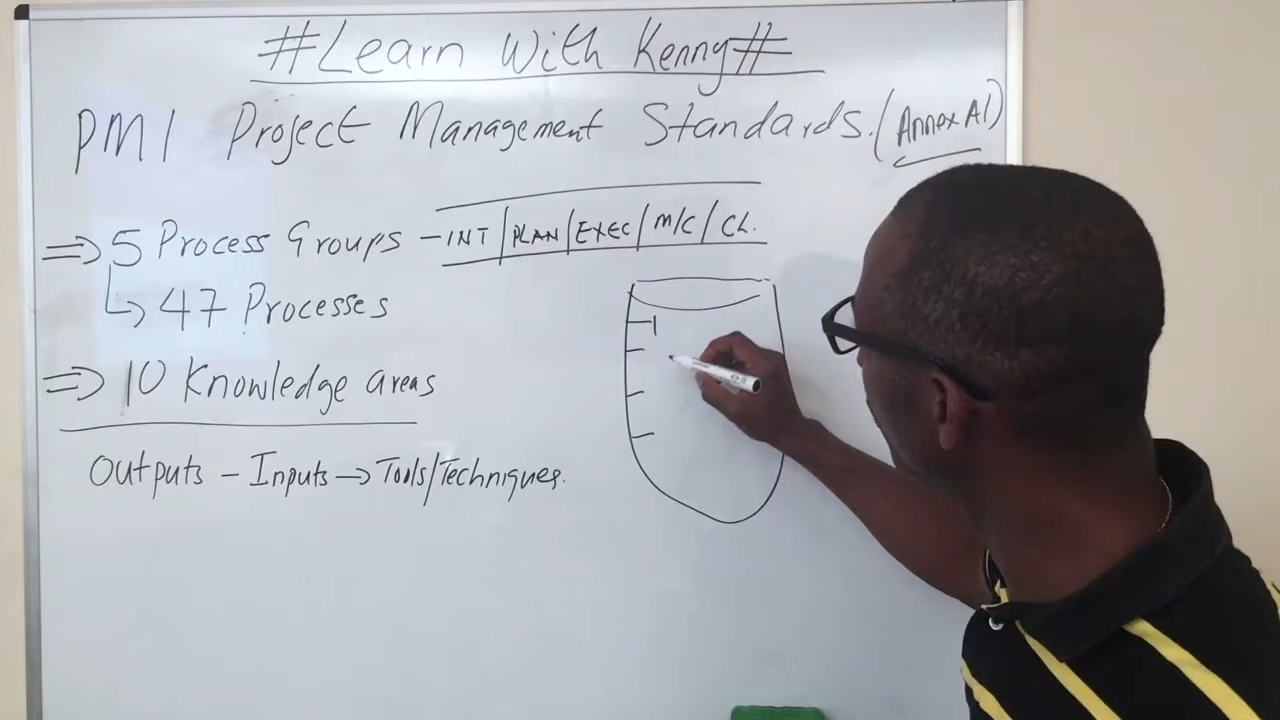 #Learn With Kenny#
PMI Project Management Standards. (Annex A1)
⇒ 5 Process Groups - INT / PLAN / EXEC / M/C / CL.
↳ 47 Processes
⇒ 10 Knowledge areas
Outputs - Inputs → Tools/Techniques.
1